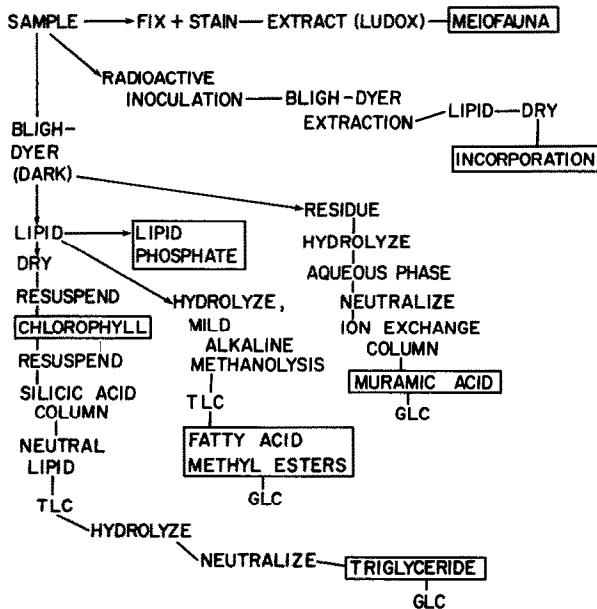 SAMPLE FIX + STAIN EXTRACT (LUDOX) MEIOFAUNA
RADIOACTIVE
INOCULATION BLIGH-DYER
EXTRACTION LIPID DRY
INCORPORATION
BLIGH-
DYER
(DARK)
RESIDUE
HYDROLYZE
AQUEOUS PHASE
NEUTRALIZE
ION EXCHANGE
COLUMN
MURAMIC ACID
GLC
LIPID LIPID
PHOSPHATE
DRY
RESUSPEND
CHLOROPHYLL
RESUSPEND
SILICIC ACID
COLUMN
NEUTRAL
LIPID
TLC
HYDROLYZE,
MILD
ALKALINE
METHANOLYSIS
TLC
FATTY ACID
METHYL ESTERS
GLC
HYDROLYZE
NEUTRALIZE TRIGLYCERIDE
GLC